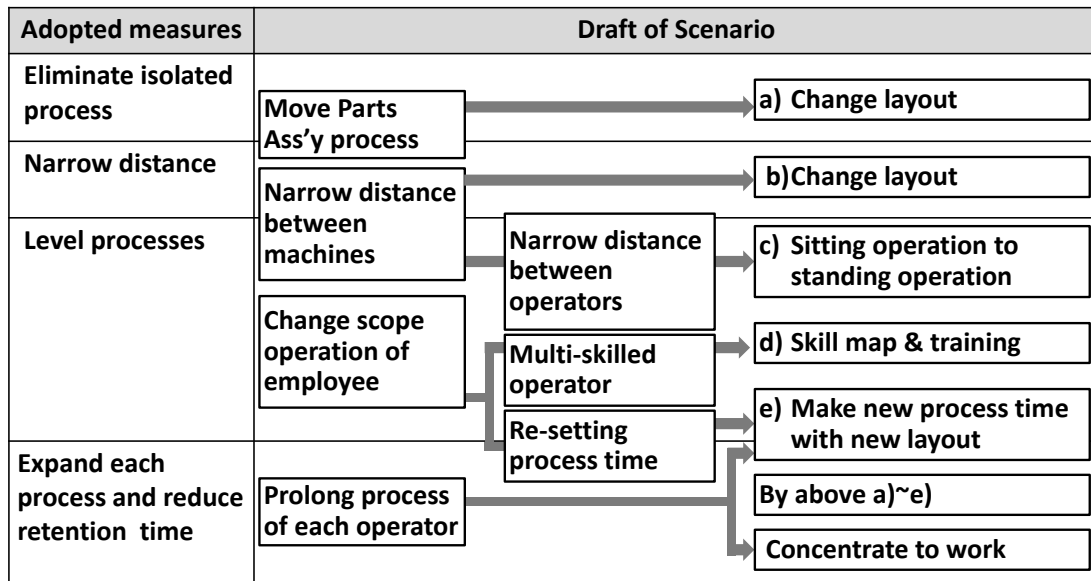 Adopted measures
Draft of Scenario
Eliminate isolated
process
Move Parts
Ass'y process
a) Change layout
Narrow distance
Narrow distance
between
machines
b)Change layout
Level processes
Narrow distance
between
operators
c) Sitting operation to
standing operation
Change scope
operation of
employee
Multi-skilled
operator
d) Skill map & training
Re-setting
process time
e) Make new process time
with new layout
Expand each
process and reduce
retention time
Prolong process
of each operator
By above a)~e)
Concentrate to work